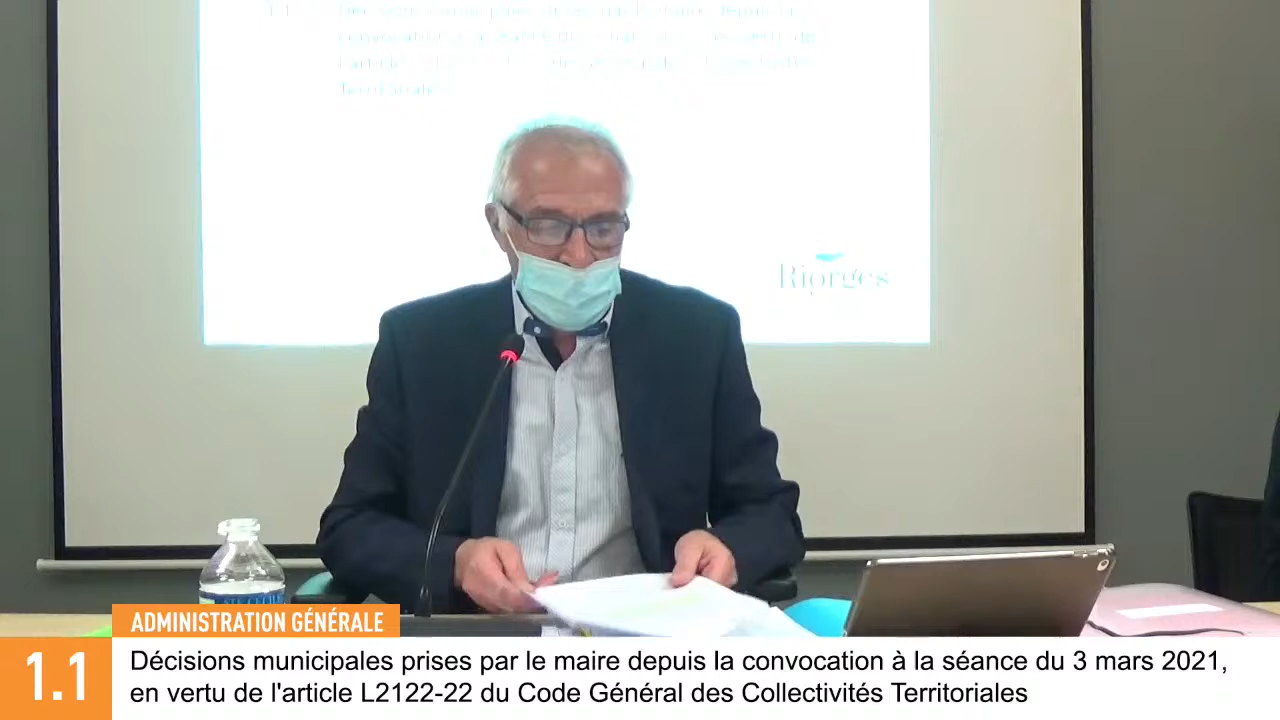 Riorges
ADMINISTRATION GÉNÉRALE
1.1
Décisions municipales prises par le maire depuis la convocation à la séance du 3 mars 2021,
en vertu de l'article L2122-22 du Code Général des Collectivités Territoriales